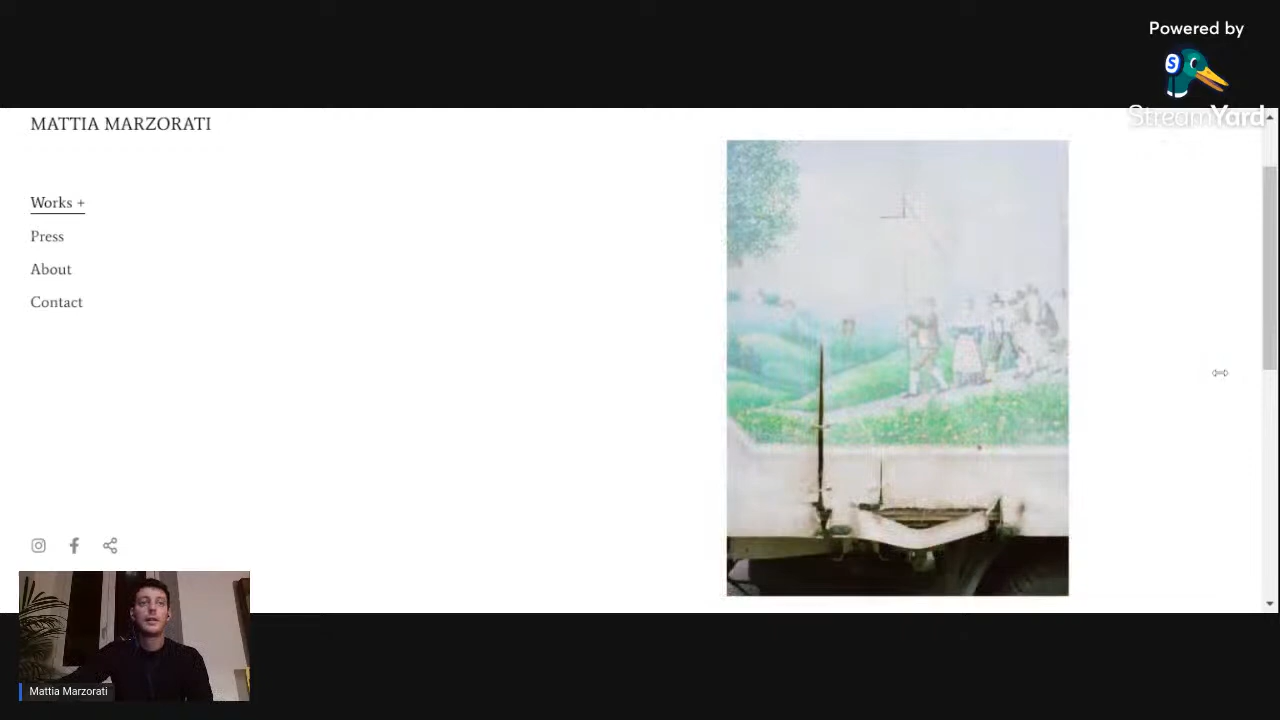 Powered by
StreamYard
MATTIA MARZORATI
Works +
Press
About
Contact
Mattia Marzorati